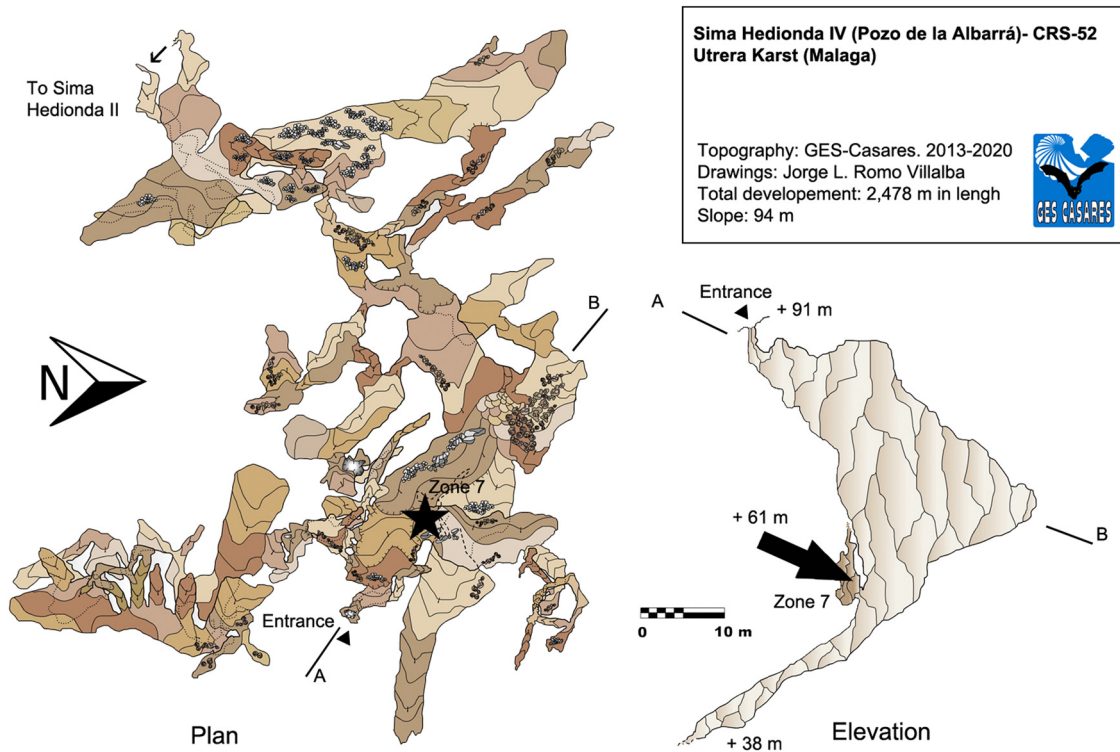 Sima Hedionda IV (Pozo de la Albarrá)- CRS-52
Utrera Karst (Malaga)
Topography: GES-Casares. 2013-2020
Drawings: Jorge L. Romo Villalba
Total developement: 2,478 m in lengh
Slope: 94 m
GES CASARES
To Sima
Hedionda II
N
B
Zone 7
Entrance
A
Plan
A
Entrance
+ 91 m
+ 61 m
B
Zone 7
0 10 m
+ 38 m
Elevation